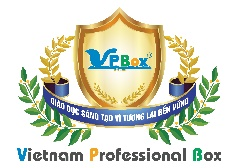 VPBox
GIÁO DỤC SÁNG TẠO VÌ TƯƠNG LAI BỀN VỮNG
Vietnam Professional Box